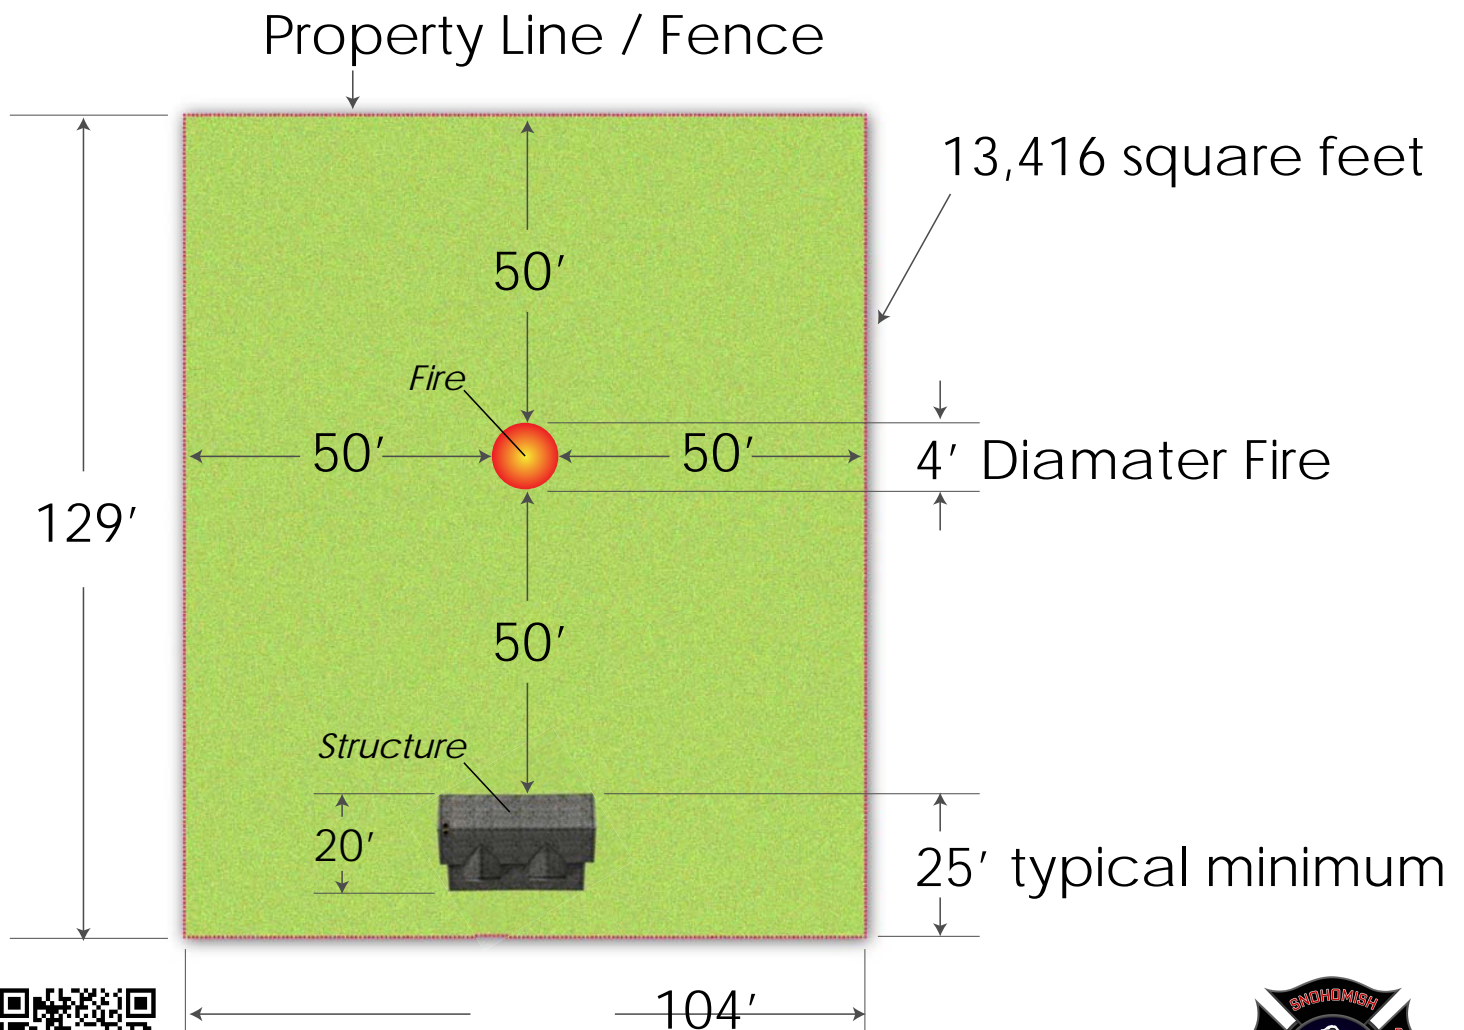 Property Line / Fence
13,416 square feet
50'
Fire
50'
50'
4' Diamater Fire
129'
50'
Structure
20'
25' typical minimum
104'
SNOHOMISH